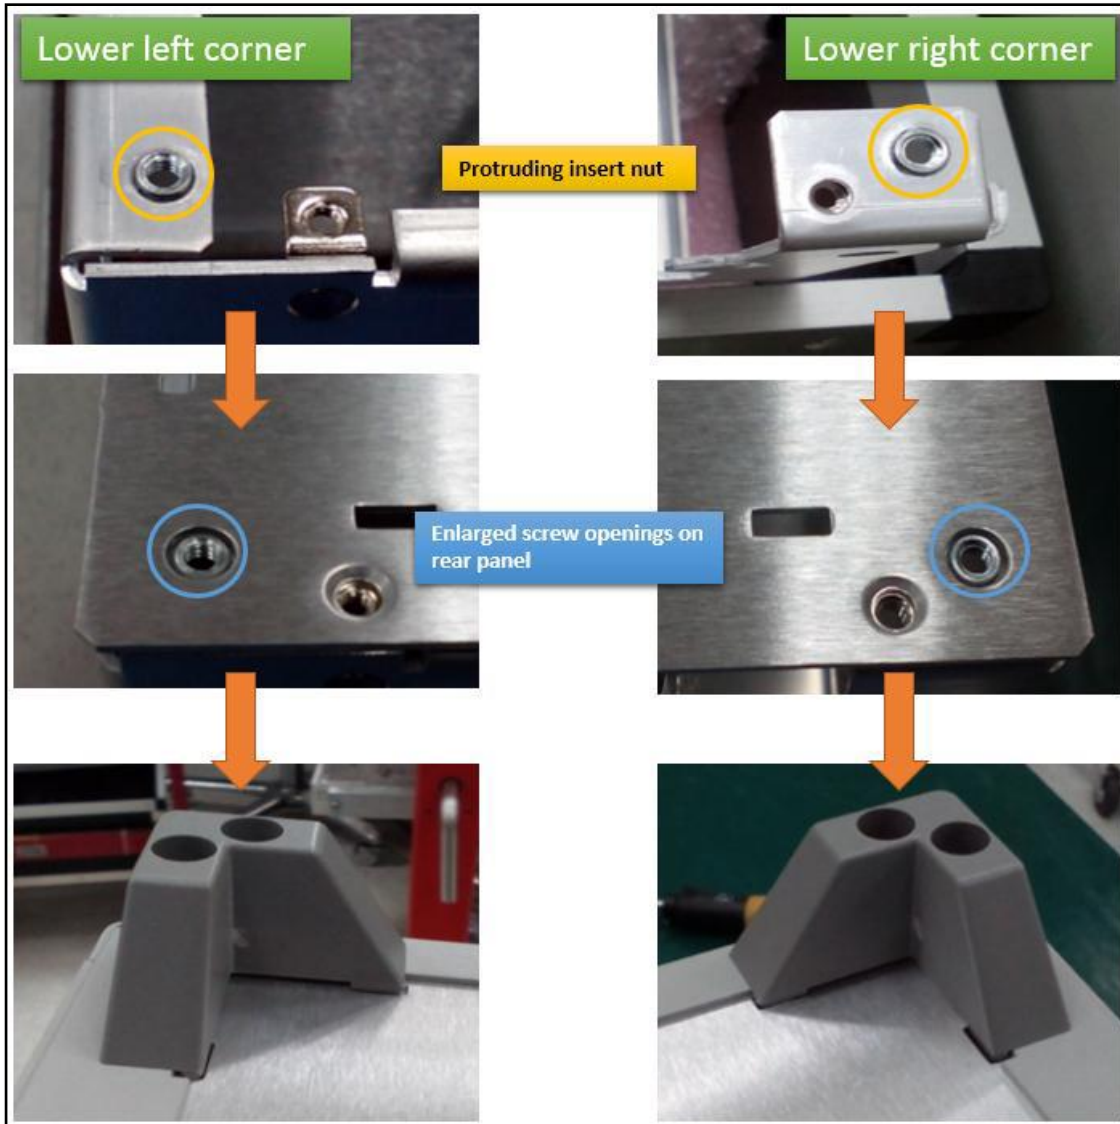 Lower left corner
Lower right corner
Protruding insert nut
Enlarged screw openings on
rear panel